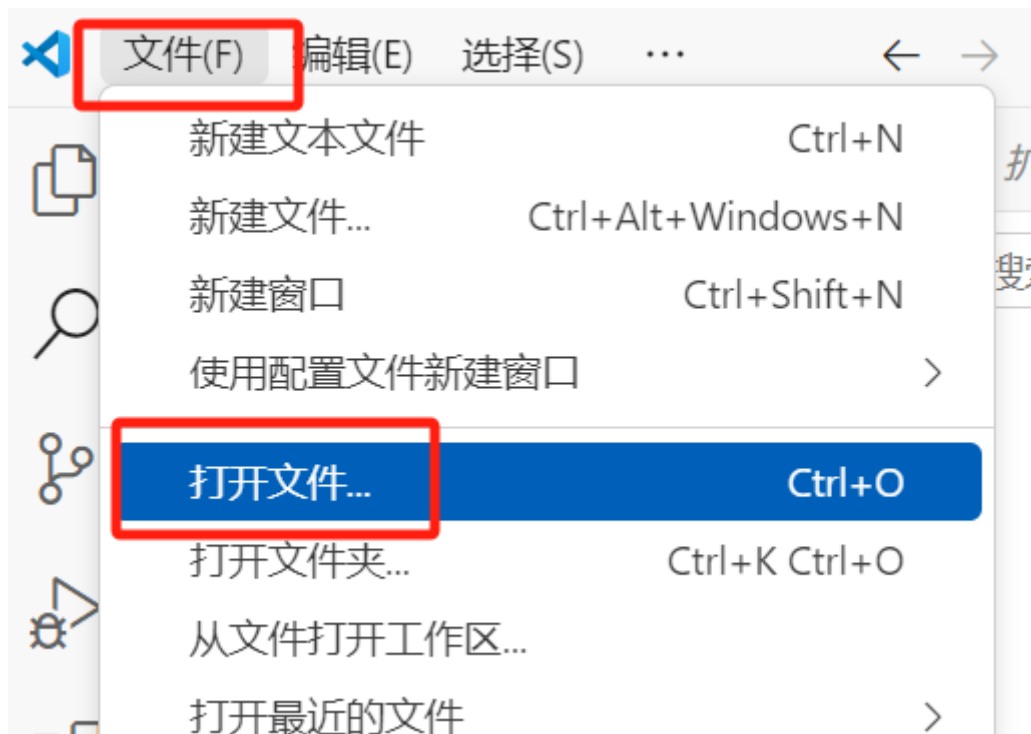 文件(F) 编辑(E) 选择(S) ... ← →
新建文本文件 Ctrl+N
新建文件... Ctrl+Alt+Windows+N
新建窗口 Ctrl+Shift+N
使用配置文件新建窗口 >
打开文件... Ctrl+O
打开文件夹... Ctrl+K Ctrl+O
从文件打开工作区...
打开最近的文件 >